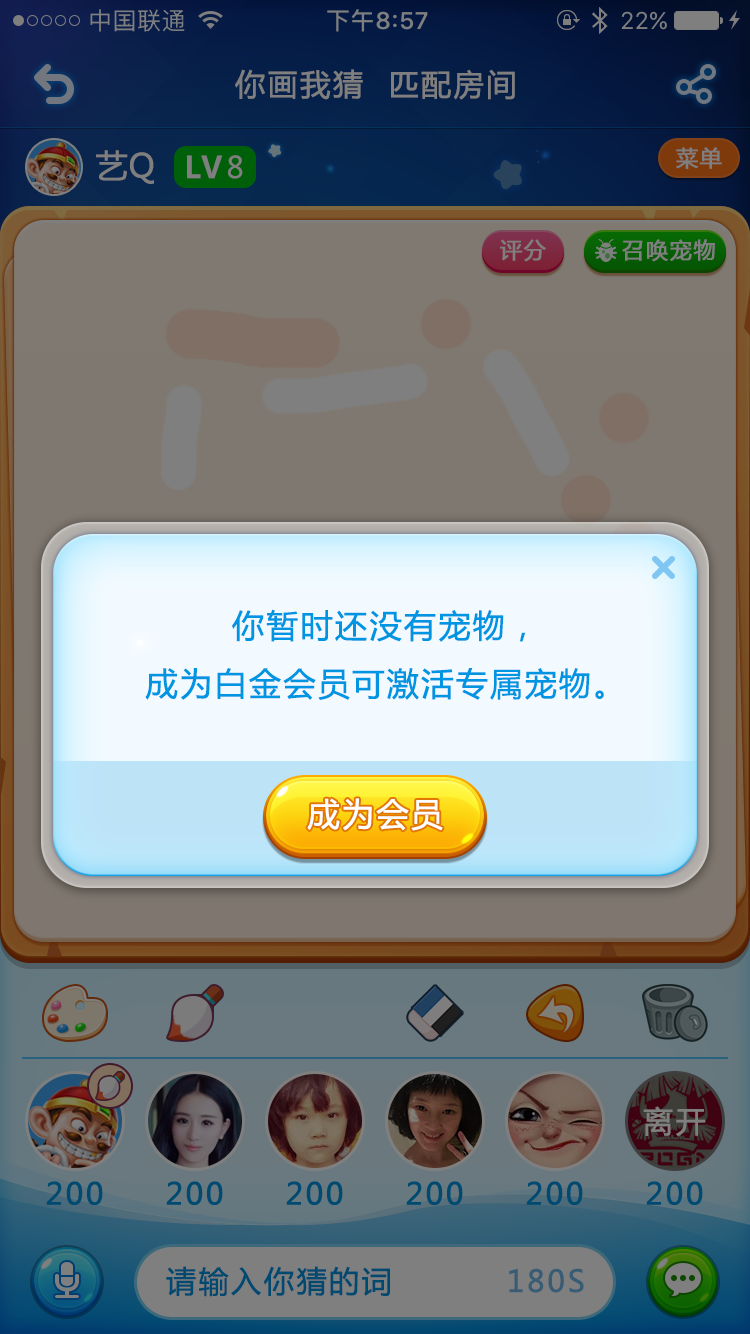 中国联通
下午8:57
22%
你画我猜 匹配房间
艺Q
LV8
菜单
评分
召唤宠物
你暂时还没有宠物，
成为白金会员可激活专属宠物。
成为会员
离开
200
200
200
200
200
200
请输入你猜的词
180S